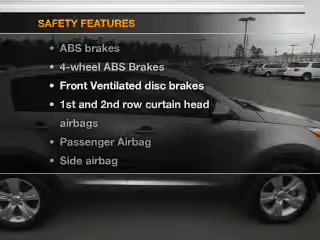 SAFETY FEATURES
• ABS brakes
• 4-wheel ABS Brakes
• Front Ventilated disc brakes
• 1st and 2nd row curtain head
airbags
• Passenger Airbag
• Side airbag